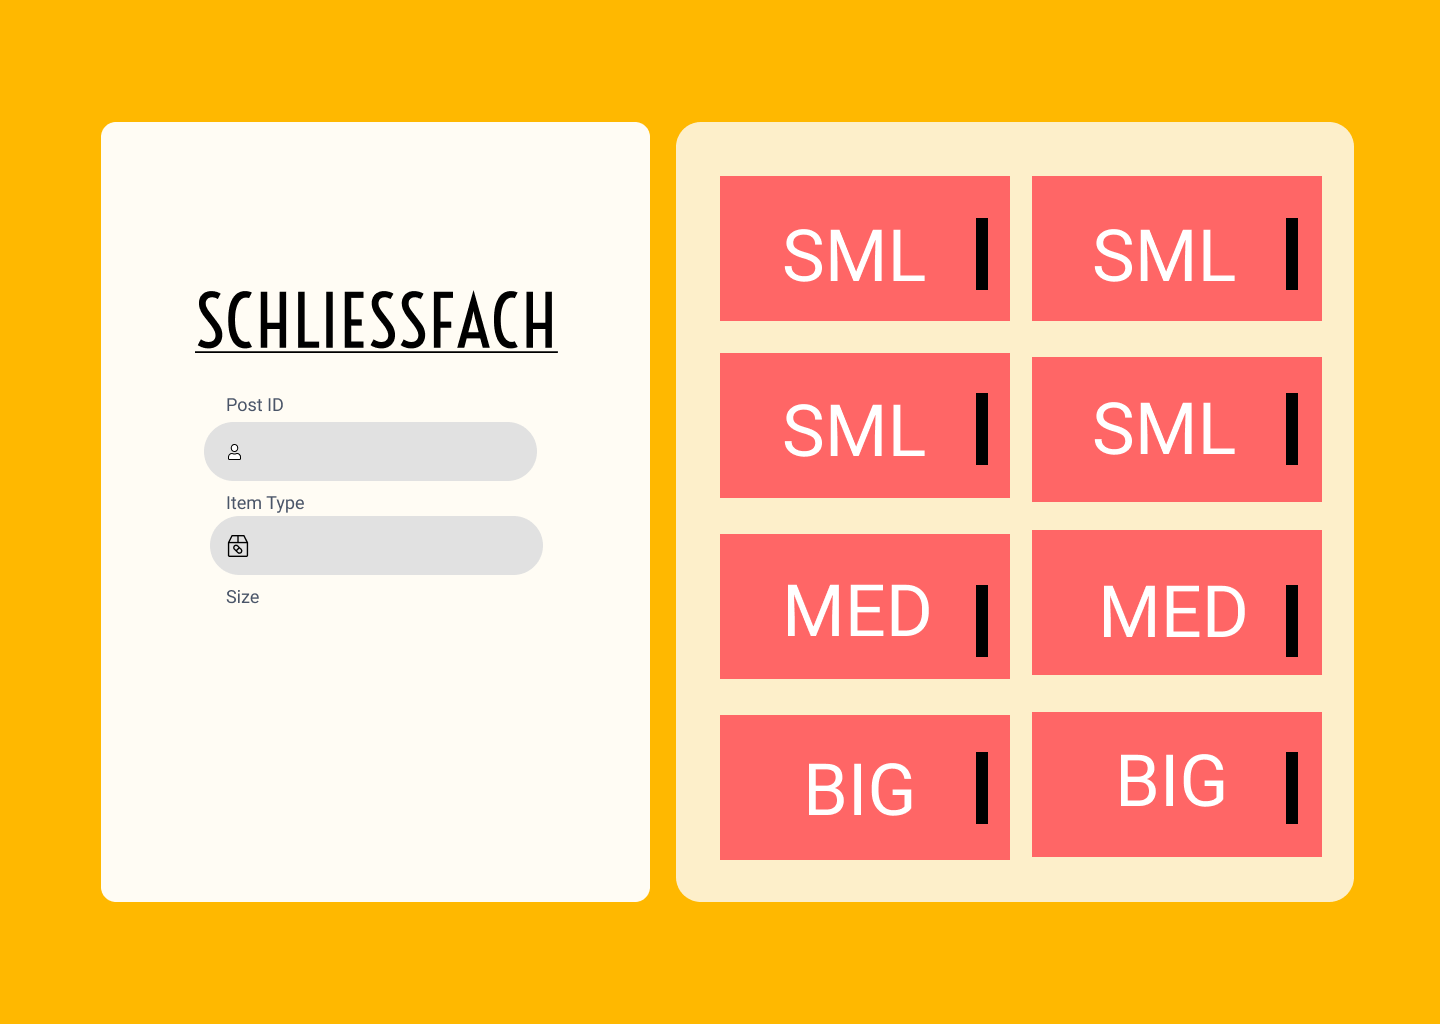 SCHLIESSFACH
Post ID
Item Type
Size
SML
SML
SML
SML
MED
MED
BIG
BIG